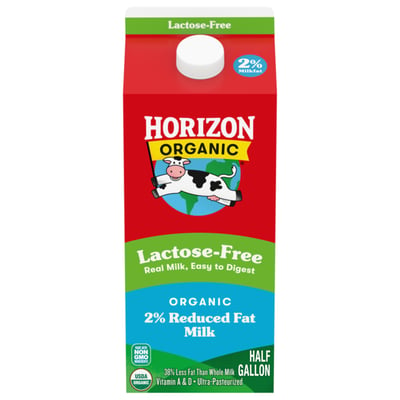 Lactose-Free
2%
Milkfat
HORIZON
ORGANIC
Lactose-Free
Real Milk, Easy to Digest
ORGANIC
2% Reduced Fat
Milk
NON
GMO
USDA
ORGANIC
38% Less Fat Than Whole Milk
Vitamin A & D • Ultra-Pasteurized
HALF
GALLON